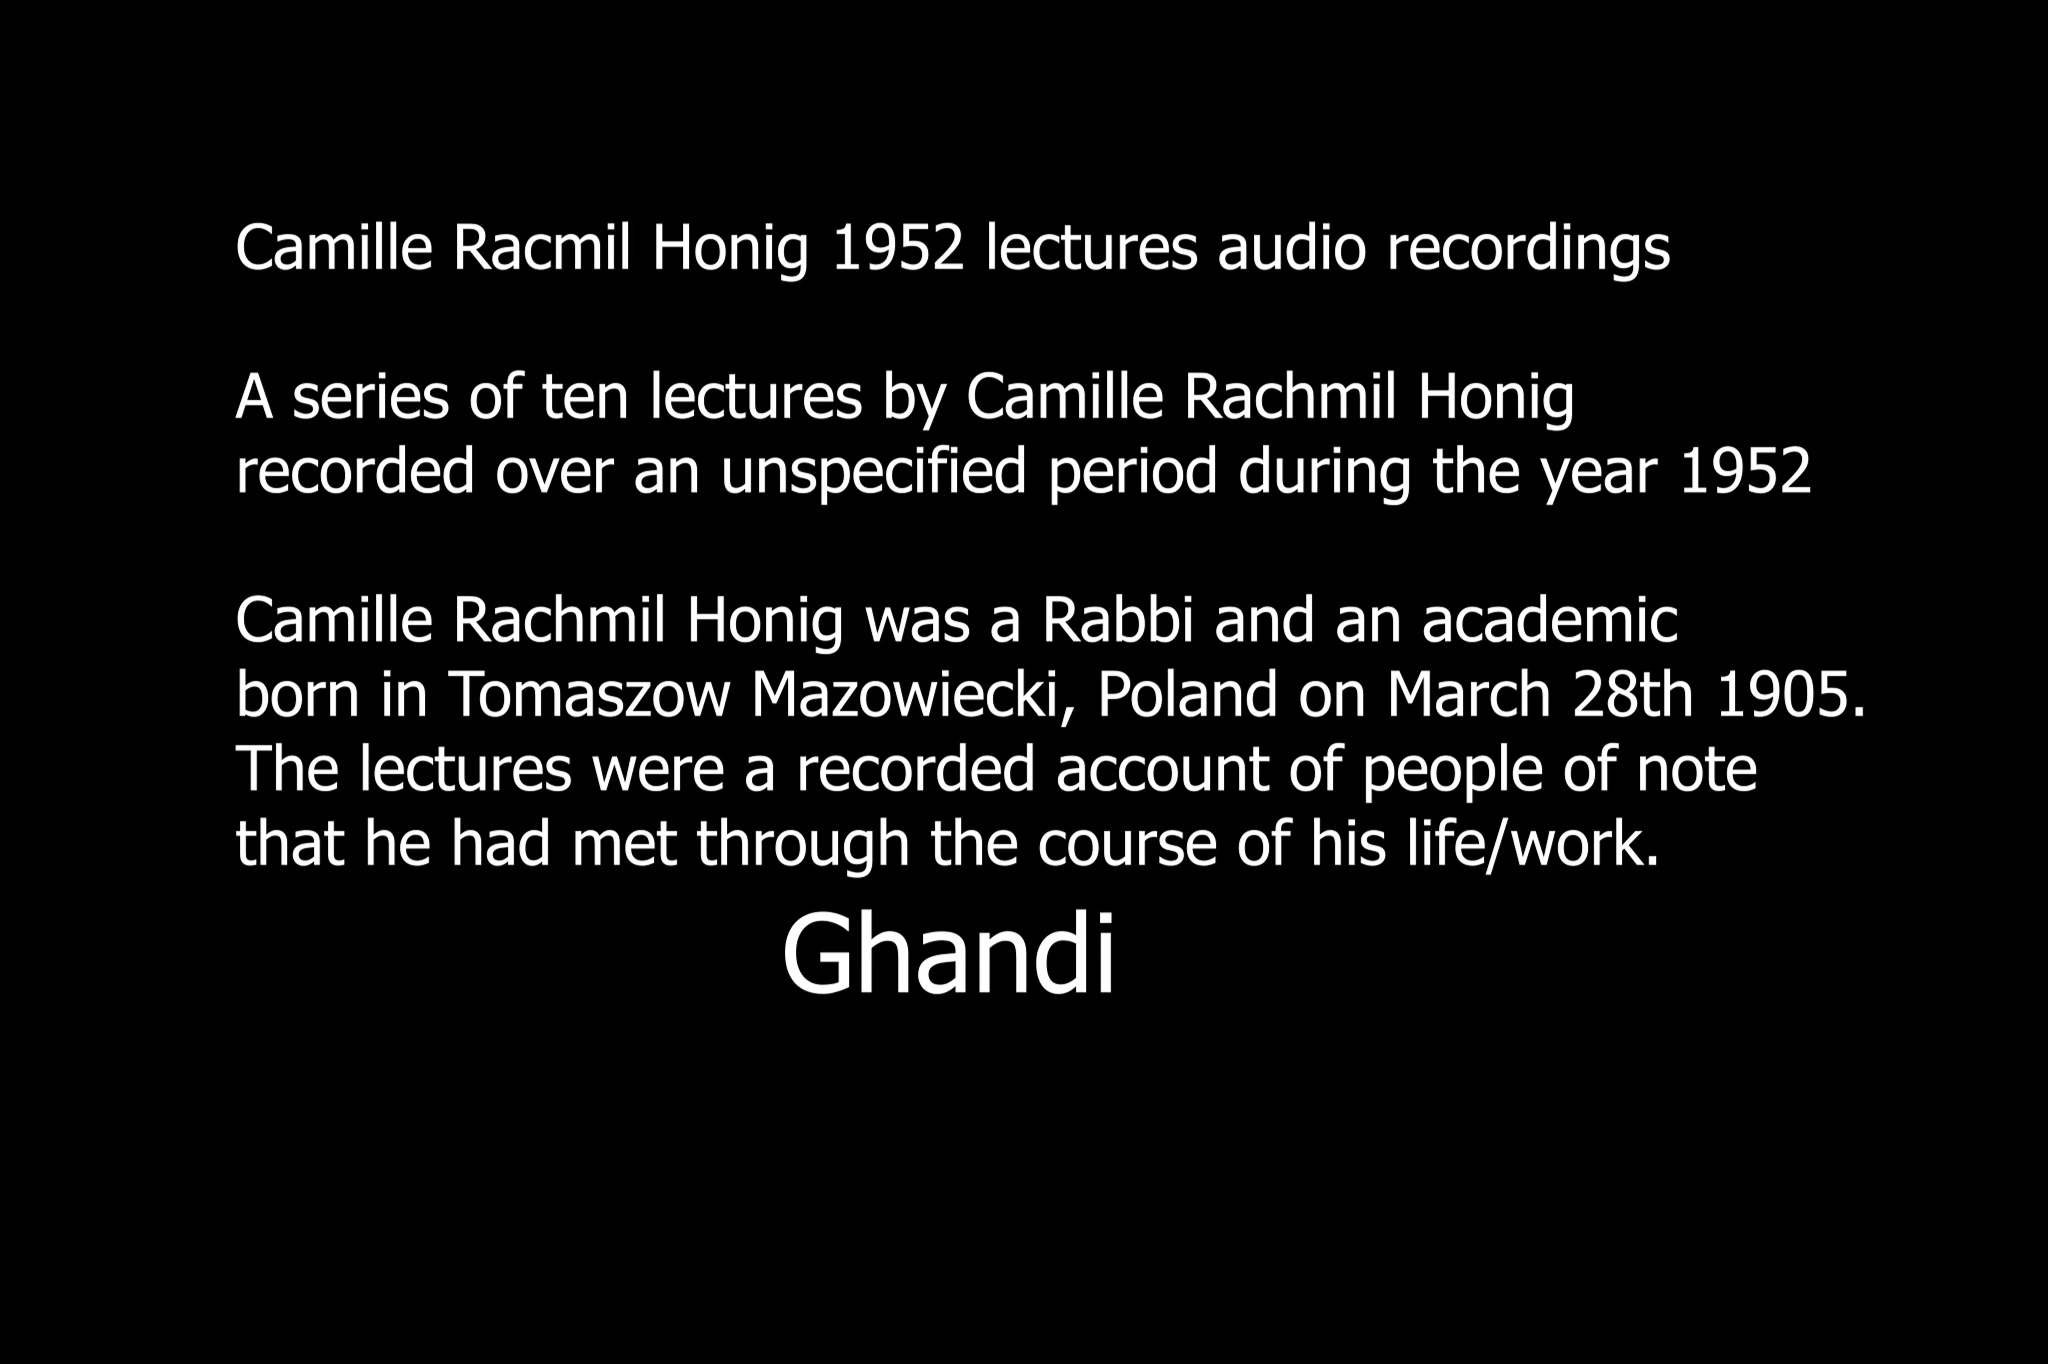 Camille Racmil Honig 1952 lectures audio recordings
A series of ten lectures by Camille Rachmil Honig
recorded over an unspecified period during the year 1952
Camille Rachmil Honig was a Rabbi and an academic
born in Tomaszow Mazowiecki, Poland on March 28th 1905.
The lectures were a recorded account of people of note
that he had met through the course of his life/work.
Ghandi